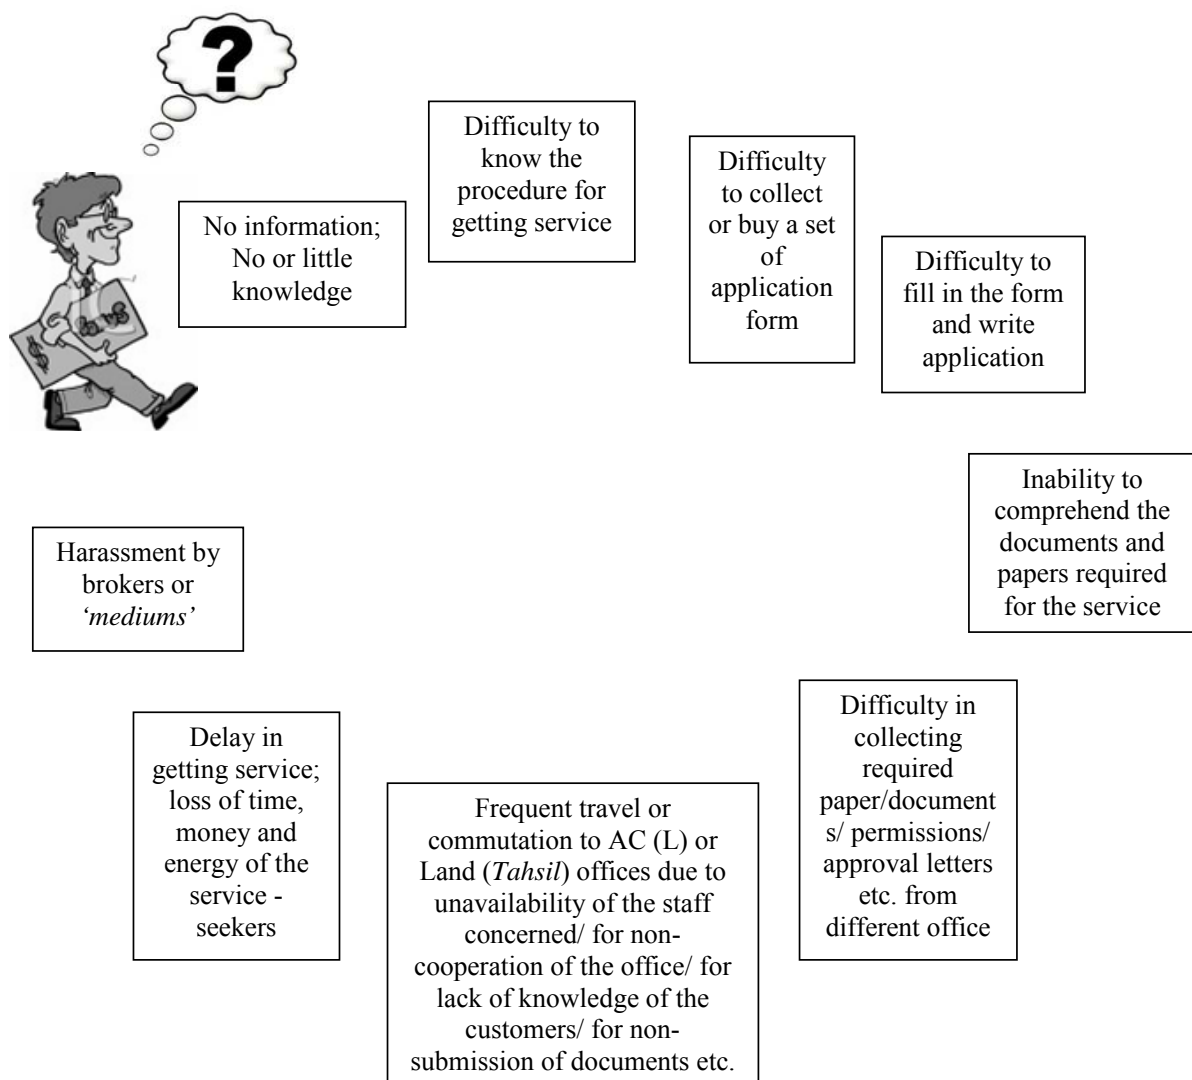 ?
No information;
No or little
knowledge
Difficulty to
know the
procedure for
getting service
Difficulty
to collect
or buy a set
of
application
form
Difficulty to
fill in the form
and write
application
Inability to
comprehend the
documents and
papers required
for the service
Difficulty in
collecting
required
paper/document
s/ permissions/
approval letters
etc. from
different office
Frequent travel or
commutation to AC (L) or
Land (Tahsil) offices due to
unavailability of the staff
concerned/ for non-
cooperation of the office/ for
lack of knowledge of the
customers/ for non-
submission of documents etc.
Delay in
getting service;
loss of time,
money and
energy of the
service -
seekers
Harassment by
brokers or
‘mediums’
$